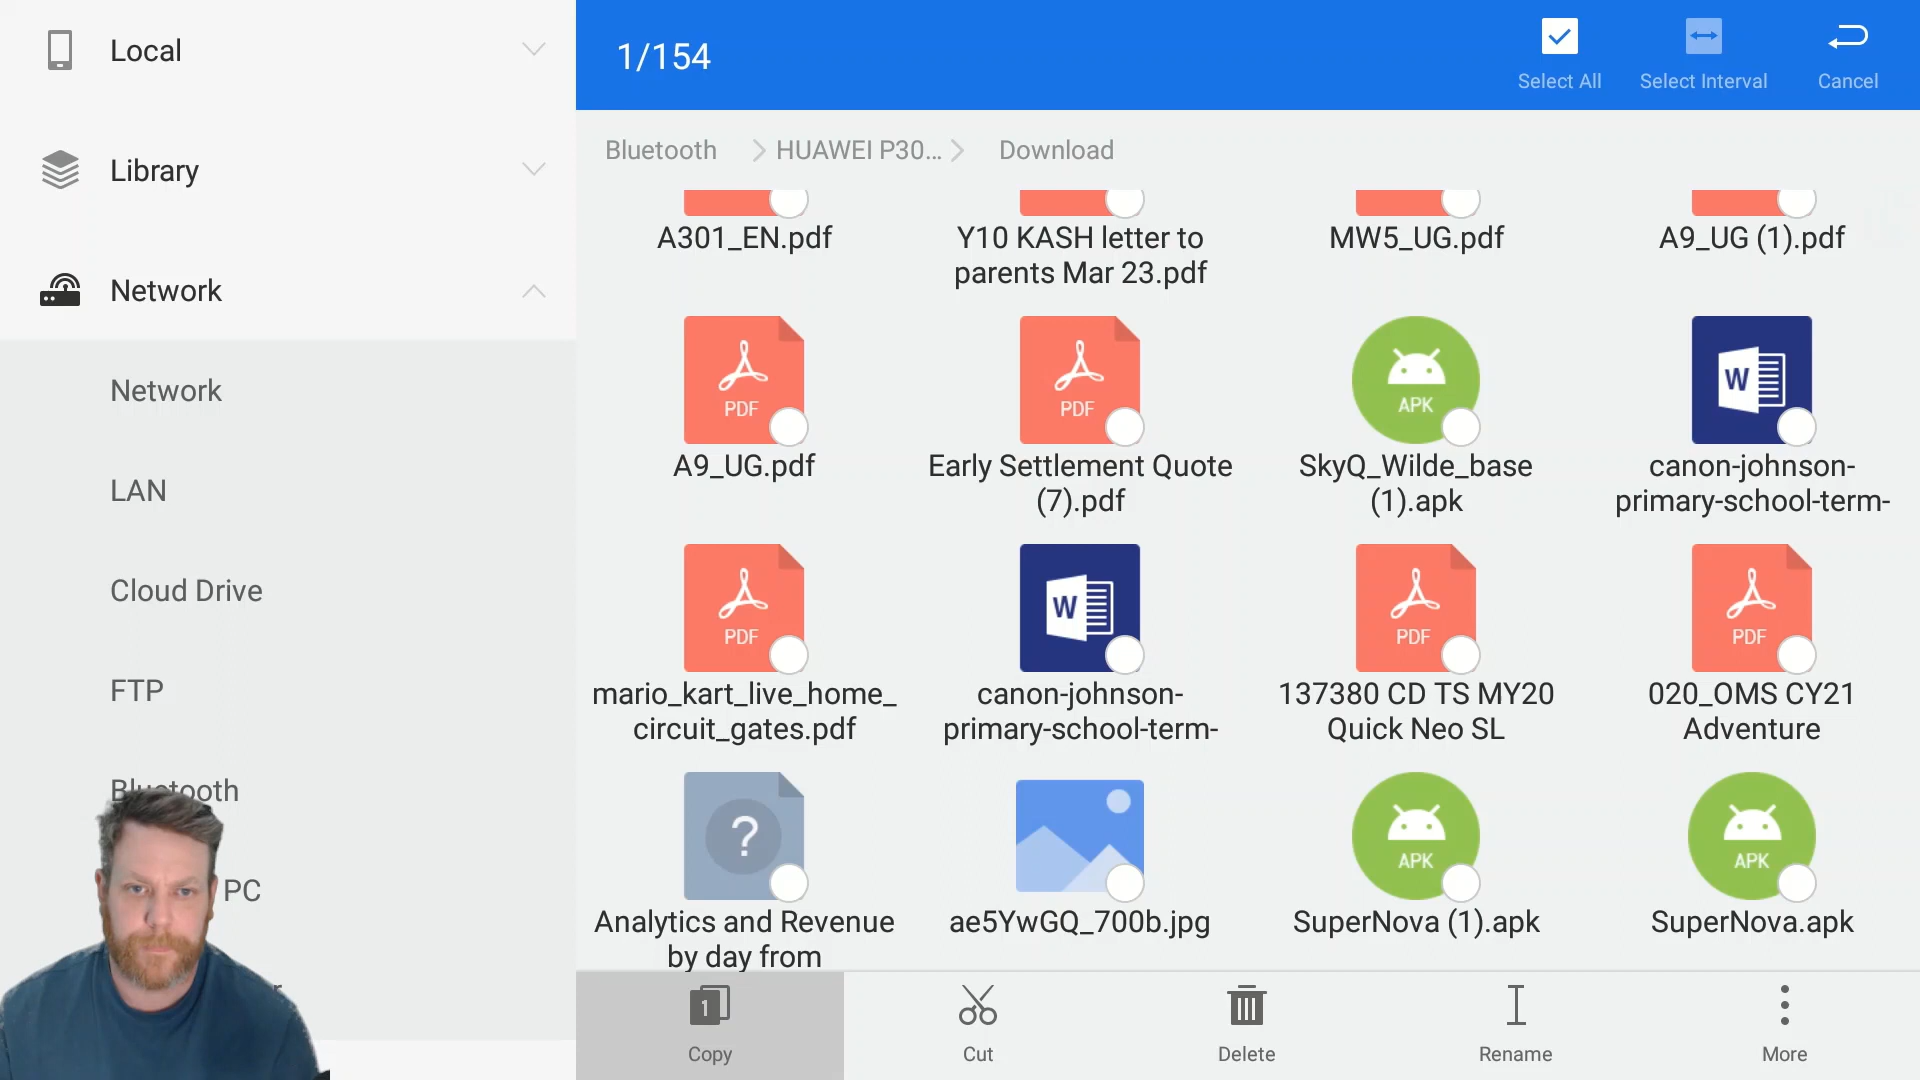 Local
Library
Network
Network
LAN
Cloud Drive
FTP
Bluetooth
PC
r
1/154
Select All
Select Interval
Cancel
Bluetooth
HUAWEI P30...
Download
A301_EN.pdf
Y10 KASH letter to
parents Mar 23.pdf
MW5_UG.pdf
A9_UG (1).pdf
PDF
A9_UG.pdf
PDF
Early Settlement Quote
(7).pdf
APK
SkyQ_Wilde_base
(1).apk
W
canon-johnson-
primary-school-term-
PDF
mario_kart_live_home_
circuit_gates.pdf
W
canon-johnson-
primary-school-term-
PDF
137380 CD TS MY20
Quick Neo SL
PDF
020_OMS CY21
Adventure
?
Analytics and Revenue
by day from
ae5YwGQ_700b.jpg
APK
SuperNova (1).apk
APK
SuperNova.apk
1
Copy
Cut
Delete
Rename
More